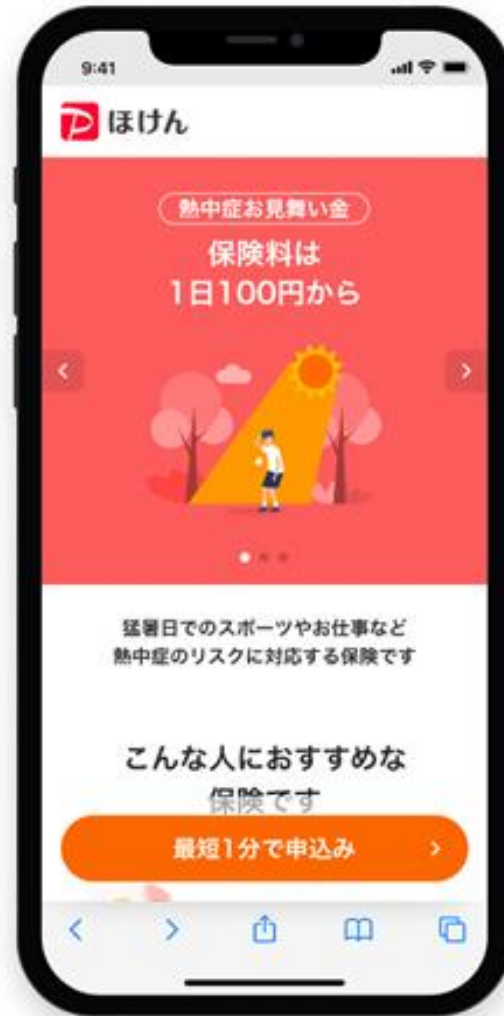 9:41
P ほけん
熱中症お見舞い金
保険料は
1日100円から
猛暑日でのスポーツやお仕事など
熱中症のリスクに対応する保険です
こんな人におすすめな
保険です
最短1分で申込み